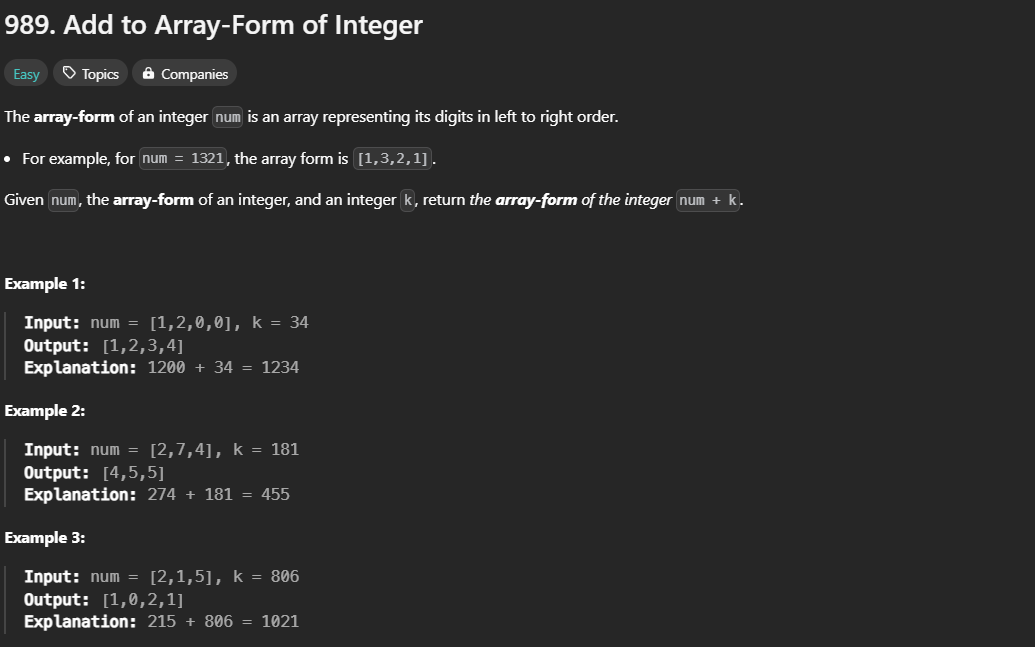 989. Add to Array-Form of Integer
Easy Topics Companies
The array-form of an integer num is an array representing its digits in left to right order.
• For example, for num = 1321, the array form is [1,3,2,1].
Given num, the array-form of an integer, and an integer k, return the array-form of the integer num + k.
Example 1:
Input: num = [1,2,0,0], k = 34
Output: [1,2,3,4]
Explanation: 1200 + 34 = 1234
Example 2:
Input: num = [2,7,4], k = 181
Output: [4,5,5]
Explanation: 274 + 181 = 455
Example 3:
Input: num = [2,1,5], k = 806
Output: [1,0,2,1]
Explanation: 215 + 806 = 1021